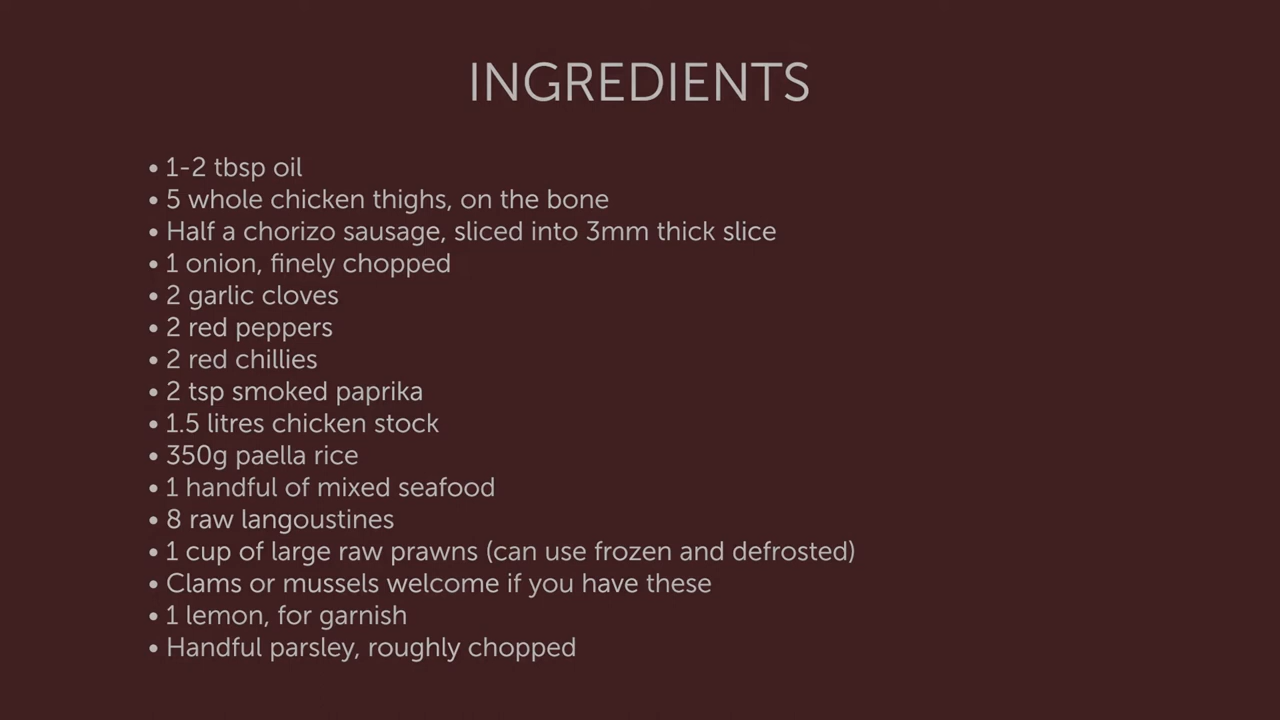 INGREDIENTS
• 1-2 tbsp oil
• 5 whole chicken thighs, on the bone
• Half a chorizo sausage, sliced into 3mm thick slice
• 1 onion, finely chopped
• 2 garlic cloves
• 2 red peppers
• 2 red chillies
• 2 tsp smoked paprika
• 1.5 litres chicken stock
• 350g paella rice
• 1 handful of mixed seafood
• 8 raw langoustines
• 1 cup of large raw prawns (can use frozen and defrosted)
• Clams or mussels welcome if you have these
• 1 lemon, for garnish
• Handful parsley, roughly chopped